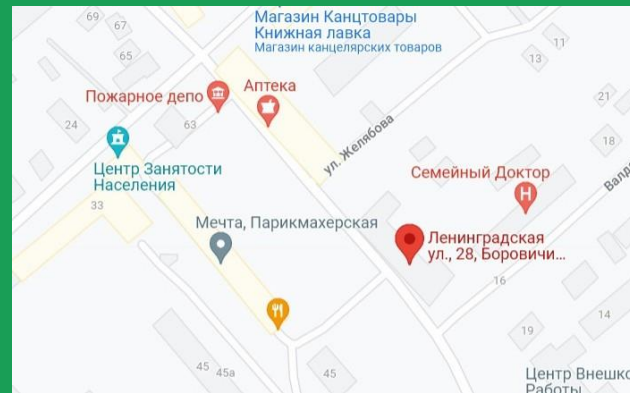 Магазин Канцтовары
Книжная лавка
Магазин канцелярских товаров
69
67
65
11
13
Пожарное депо
Аптека
21
24
63
ул. Желябова
18
Центр Занятости
Населения
Семейный Доктор
33
Мечта, Парикмахерская
Ленинградская
ул., 28, Боровичи...
16
14
19
45
45а
45
Центр Внешко
Работы